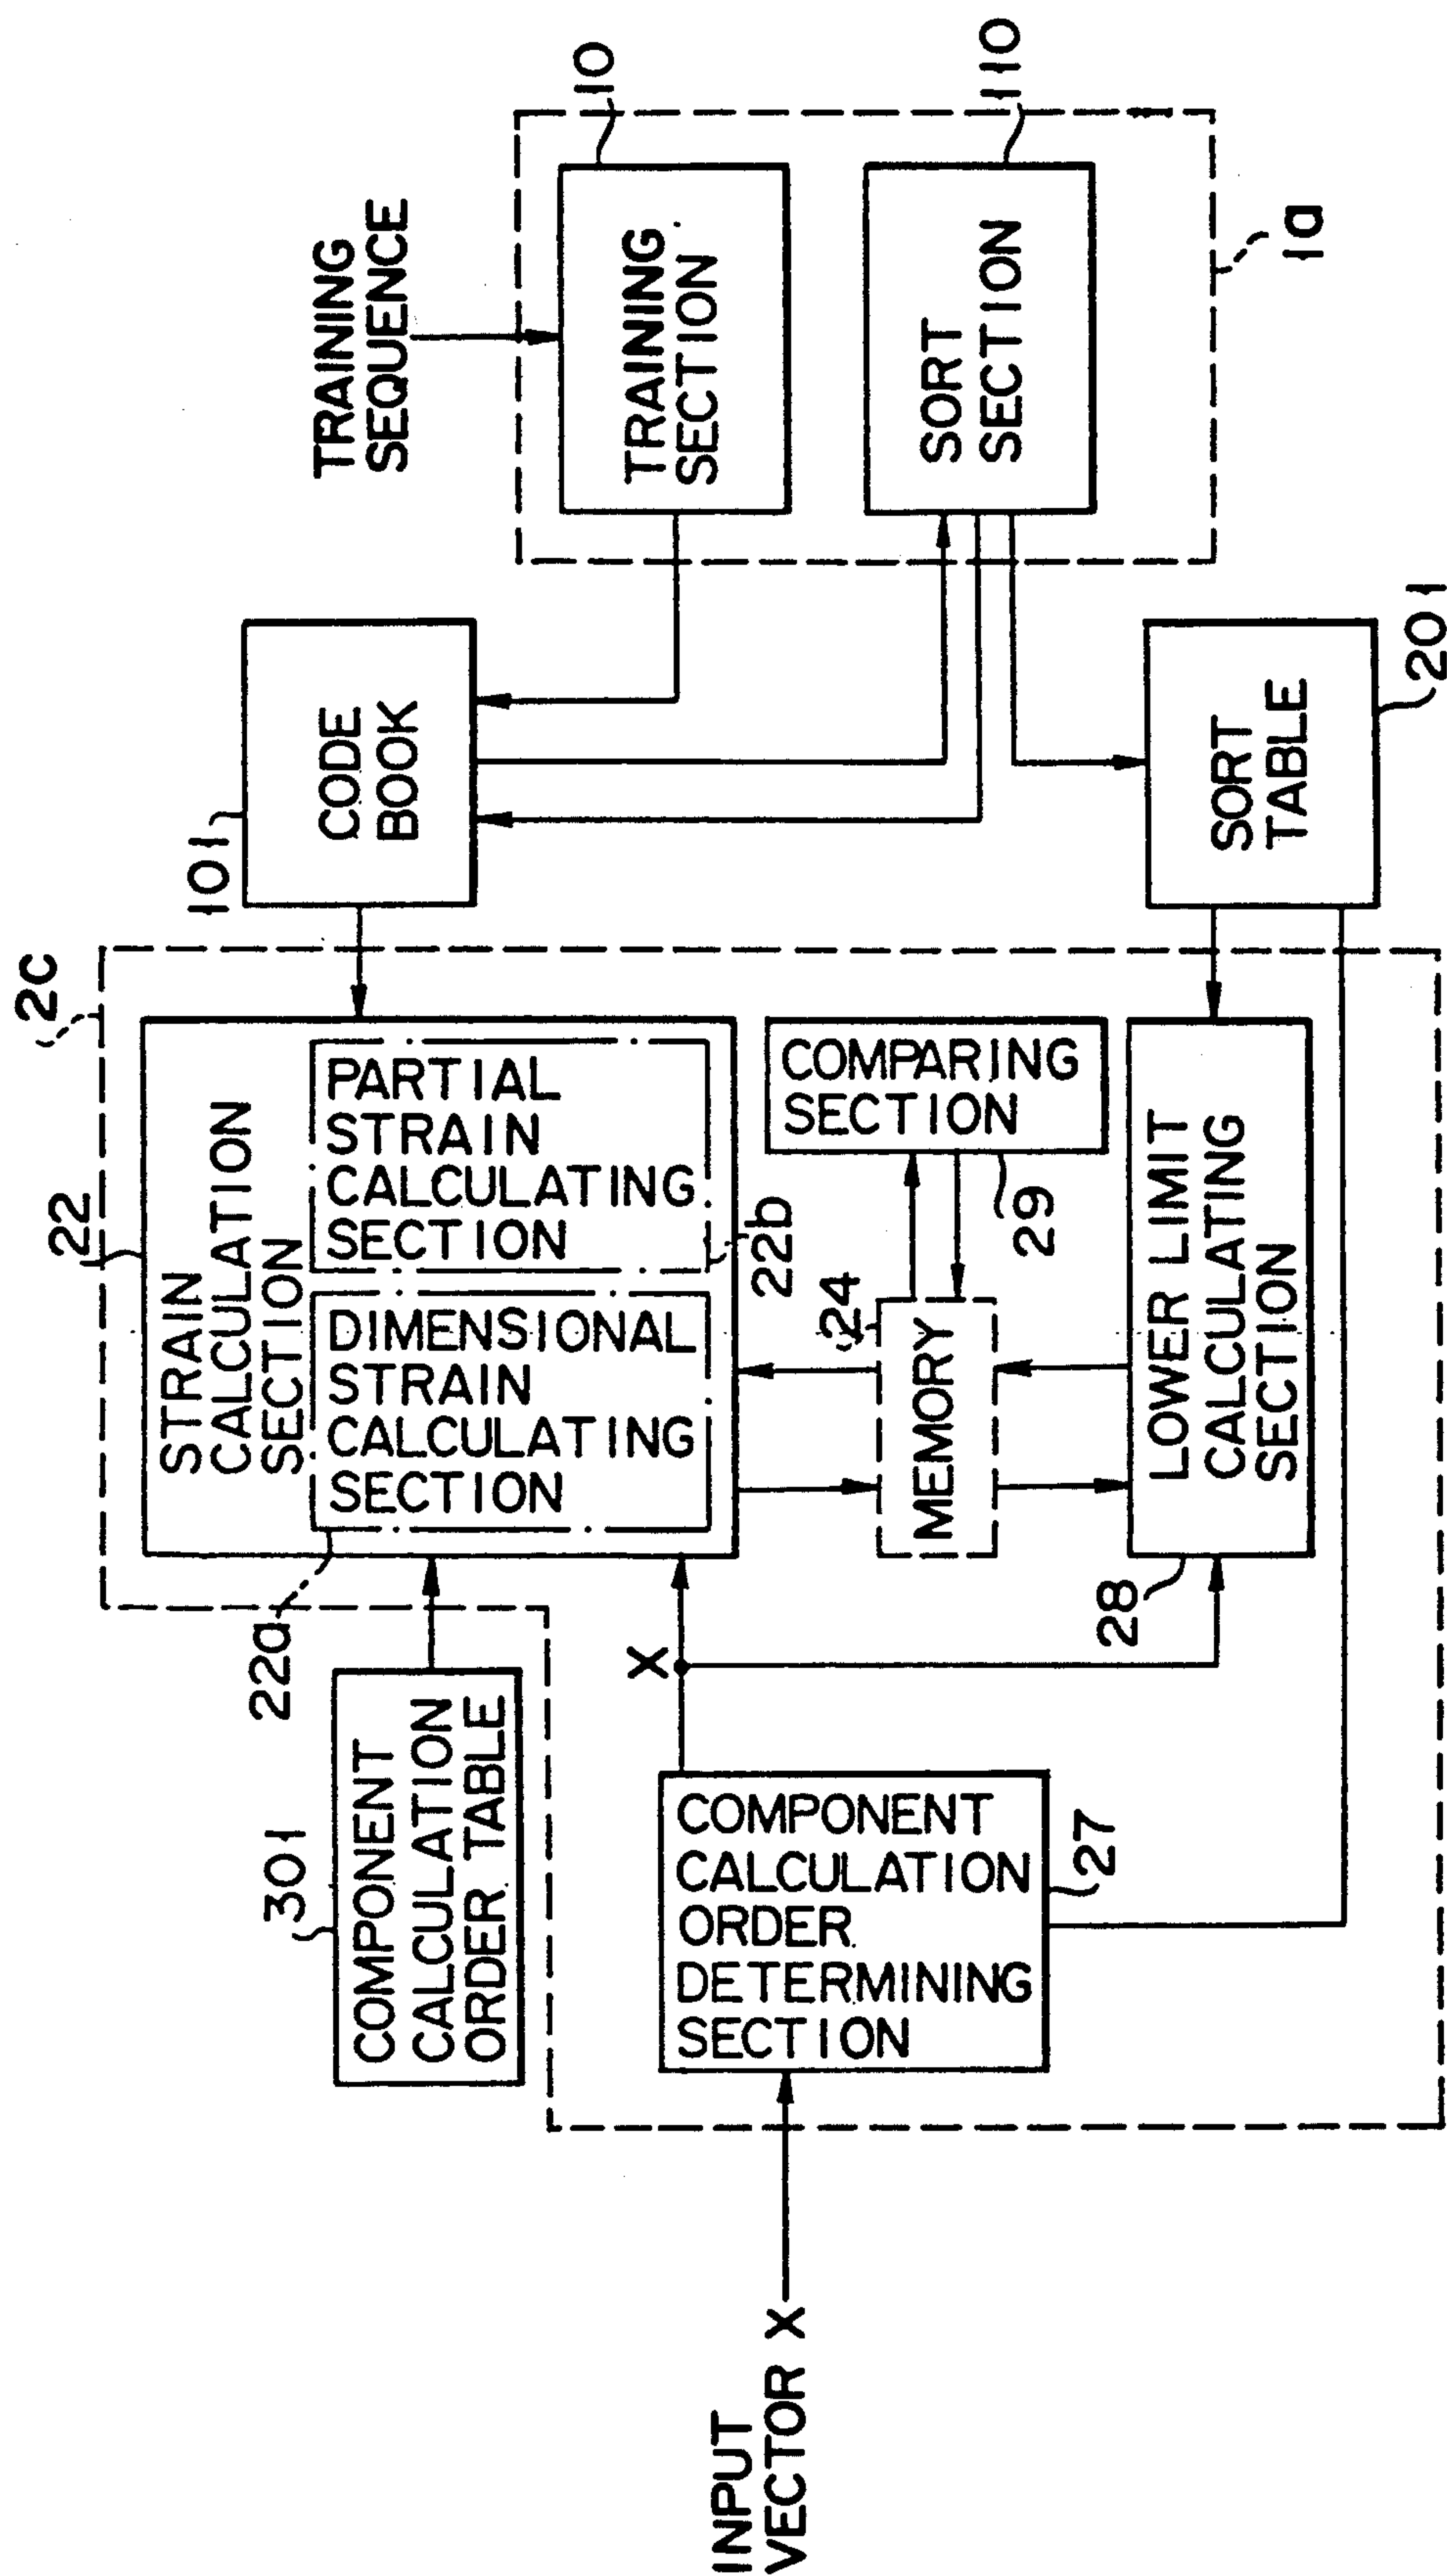 INPUT
VECTOR X
301
COMPONENT
CALCULATION
ORDER TABLE
COMPONENT
CALCULATION
ORDER
DETERMINING
SECTION
27
X
2c
22
STRAIN
CALCULATION
SECTION
22a
DIMENSIONAL
STRAIN
CALCULATING
SECTION
PARTIAL
STRAIN
CALCULATING
SECTION
22b
24
MEMORY
COMPARING
SECTION
29
28
LOWER LIMIT
CALCULATING
SECTION
101
CODE
BOOK
SORT
TABLE
201
TRAINING
SEQUENCE
TRAINING
SECTION
10
SORT
SECTION
110
1a